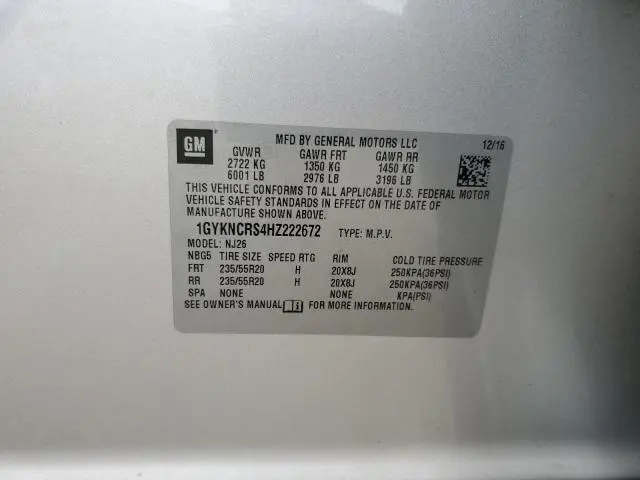 GM
MFD BY GENERAL MOTORS LLC 12/16
GVWR GAWR FRT GAWR RR
2722 KG 1350 KG 1450 KG
6001 LB 2976 LB 3196 LB
THIS VEHICLE CONFORMS TO ALL APPLICABLE U.S. FEDERAL MOTOR
VEHICLE SAFETY STANDARDS IN EFFECT ON THE DATE OF
MANUFACTURE SHOWN ABOVE.
1GYKNCRS4HZ222672 TYPE: M.P.V.
MODEL: NJ26
NBG5 TIRE SIZE SPEED RTG RIM COLD TIRE PRESSURE
FRT 235/55R20 H 20X8J 250KPA(36PSI)
RR 235/55R20 H 20X8J 250KPA(36PSI)
SPA NONE NONE KPA(PSI)
SEE OWNER'S MANUAL FOR ADDITIONAL INFORMATION